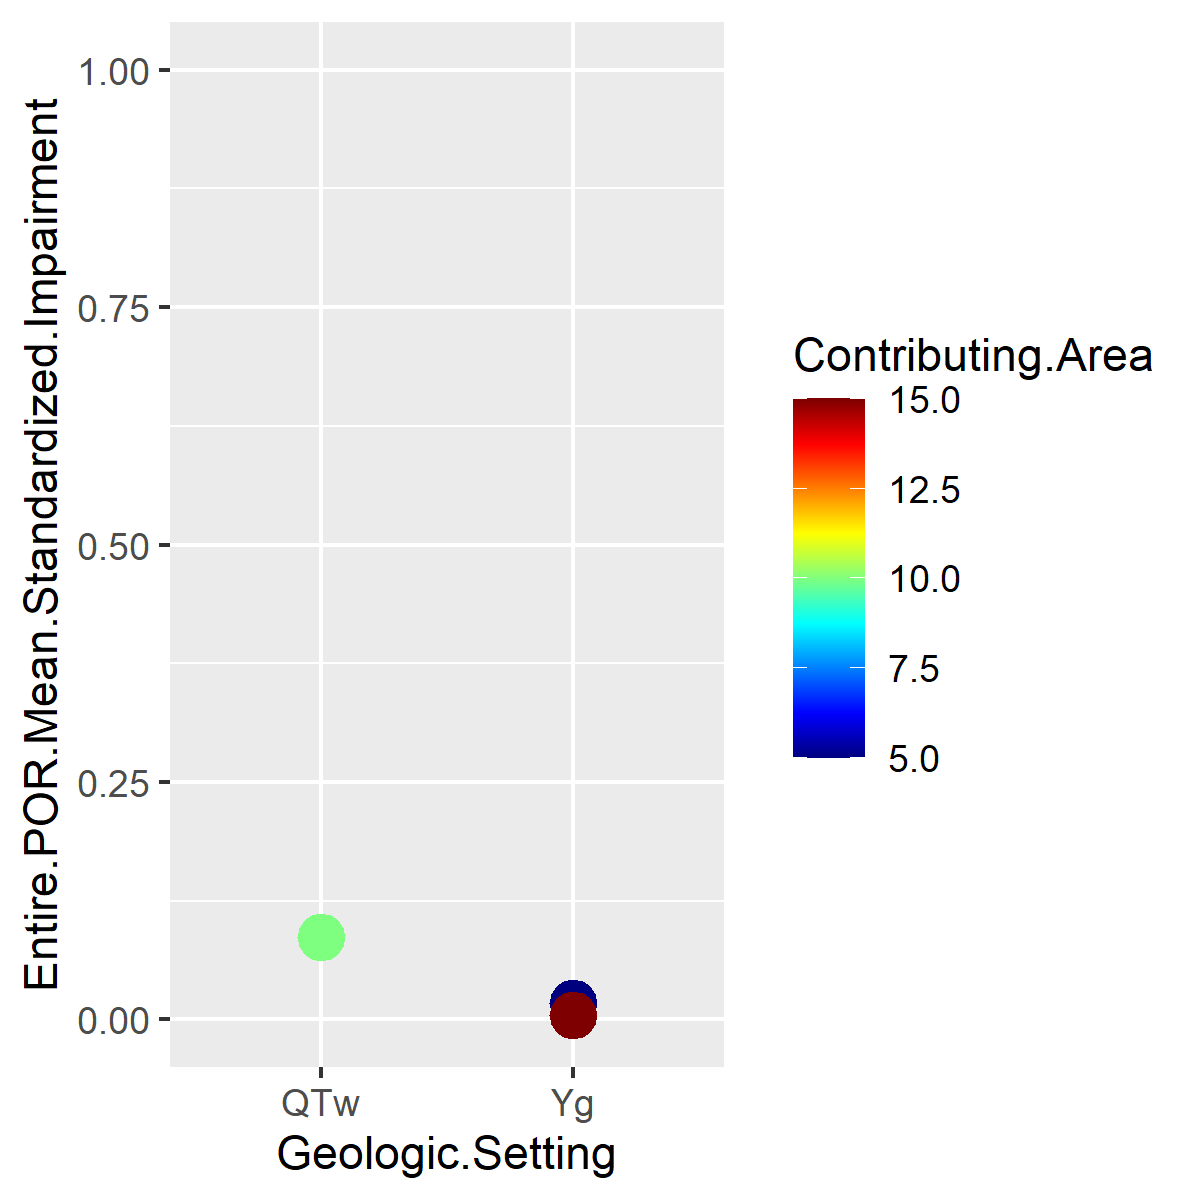 Entire.POR.Mean.Standardized.Impairment
1.00
0.75
0.50
0.25
0.00
QTw
Yg
Geologic.Setting
Contributing.Area
15.0
12.5
10.0
7.5
5.0